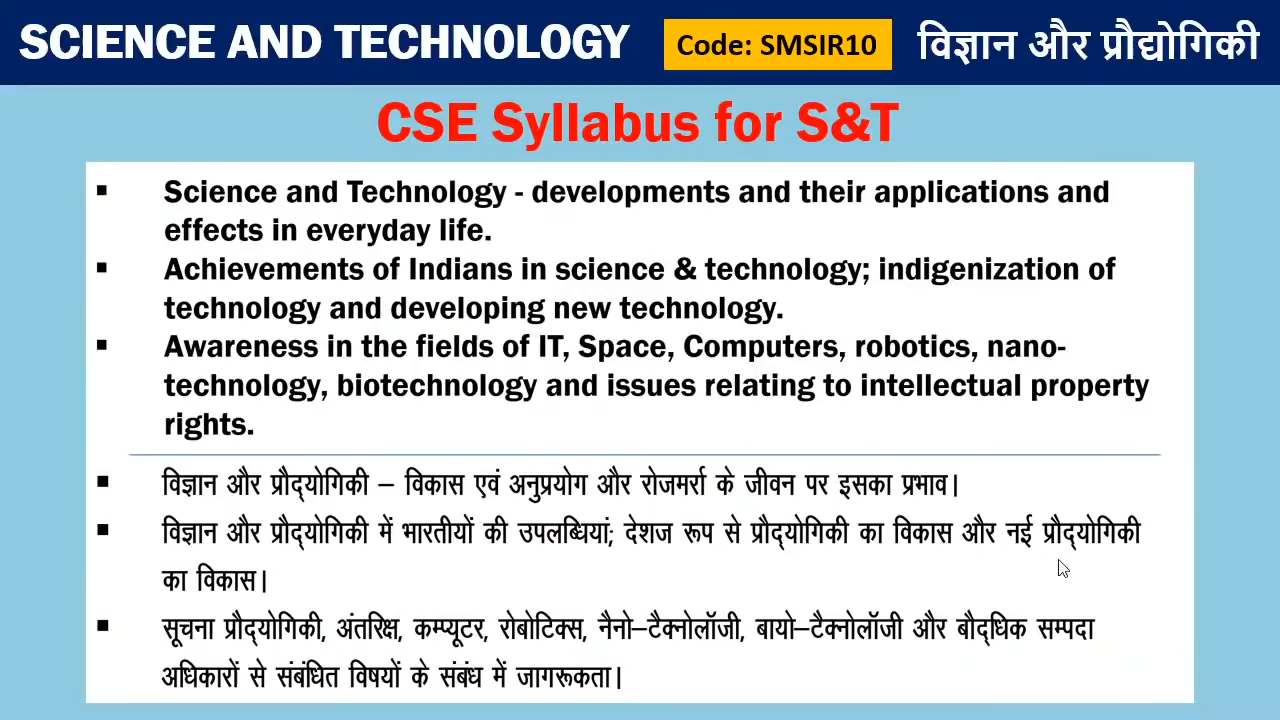 SCIENCE AND TECHNOLOGY
Code: SMSIR10
विज्ञान और प्रौद्योगिकी
CSE Syllabus for S&T
▪ Science and Technology - developments and their applications and
effects in everyday life.
▪ Achievements of Indians in science & technology; indigenization of
technology and developing new technology.
▪ Awareness in the fields of IT, Space, Computers, robotics, nano-
technology, biotechnology and issues relating to intellectual property
rights.
▪ विज्ञान और प्रौद्योगिकी – विकास एवं अनुप्रयोग और रोजमर्रा के जीवन पर इसका प्रभाव।
▪ विज्ञान और प्रौद्योगिकी में भारतीयों की उपलब्धियां; देशज रूप से प्रौद्योगिकी का विकास और नई प्रौद्योगिकी
का विकास।
▪ सूचना प्रौद्योगिकी, अंतरिक्ष, कम्प्यूटर, रोबोटिक्स, नैनो–टैक्नोलॉजी, बायो–टैक्नोलॉजी और बौद्धिक सम्पदा
अधिकारों से संबंधित विषयों के संबंध में जागरूकता।